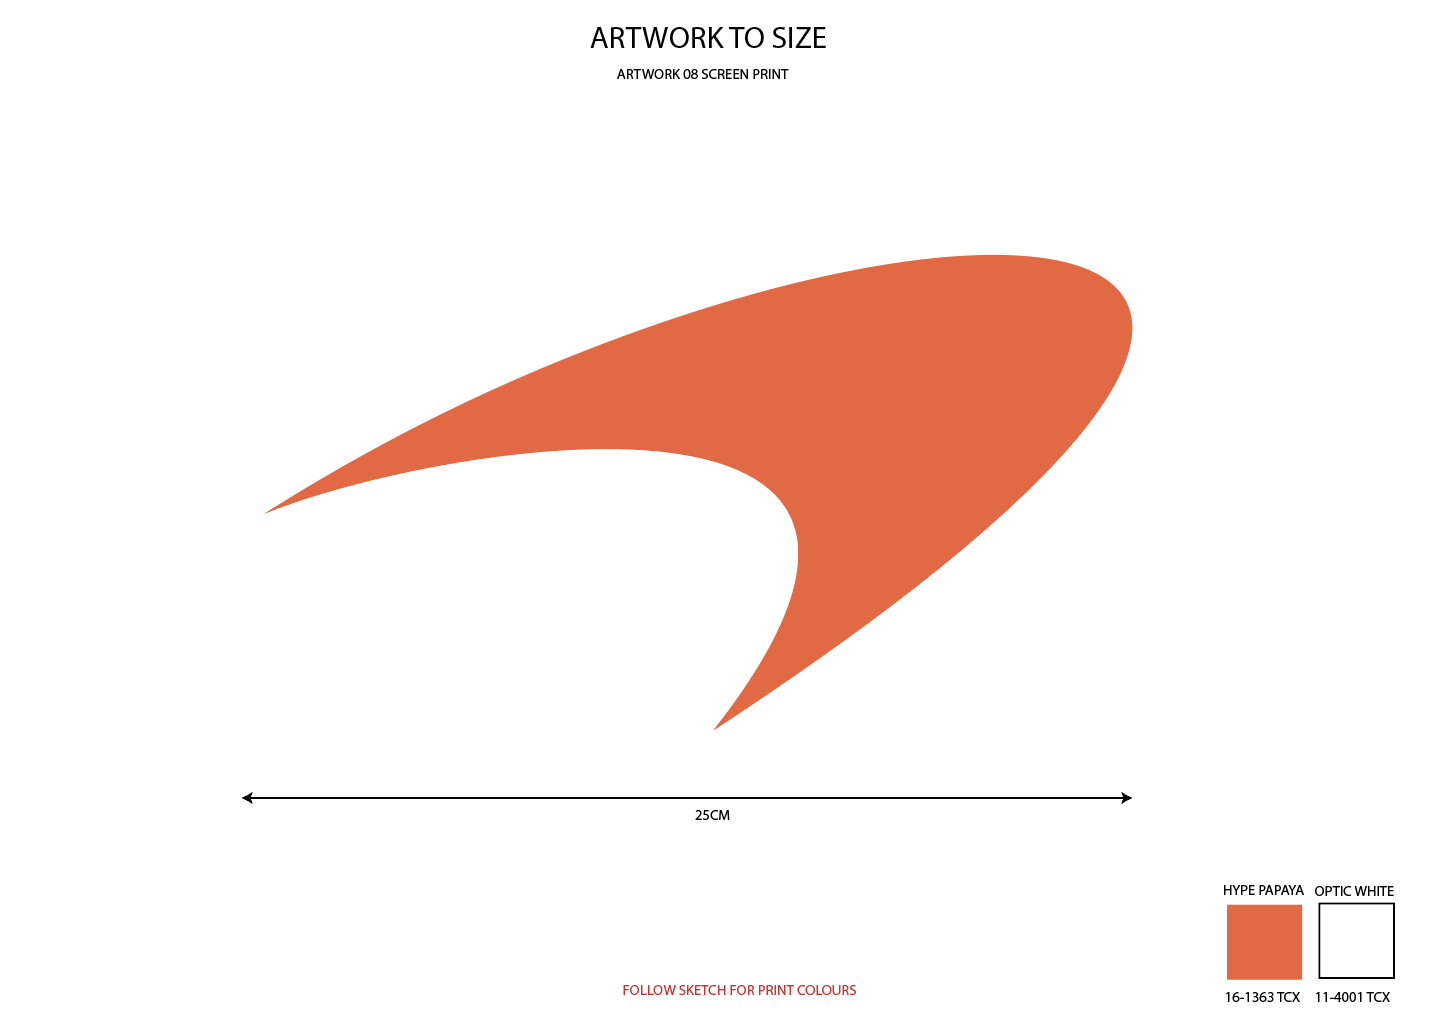 ARTWORK TO SIZE
ARTWORK 08 SCREEN PRINT
25CM
HYPE PAPAYA
OPTIC WHITE
16-1363 TCX
11-4001 TCX
FOLLOW SKETCH FOR PRINT COLOURS